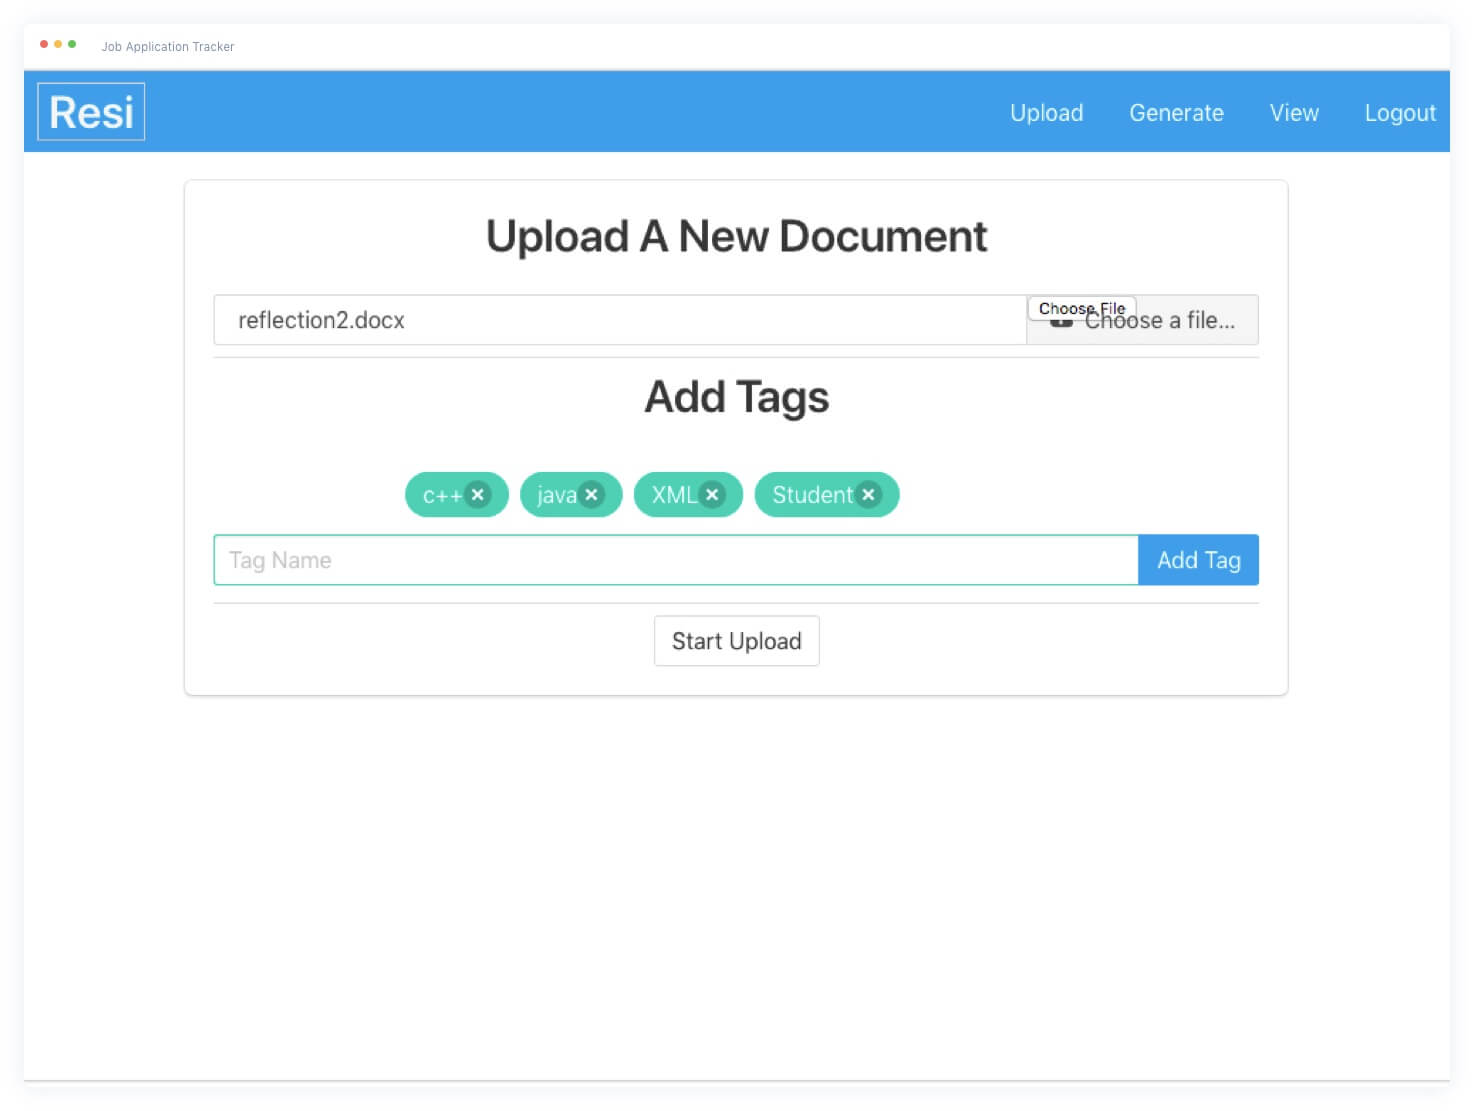 Job Application Tracker
Resi Upload Generate View Logout
Upload A New Document
reflection2.docx Choose File Choose a file...
Add Tags
c++ java XML Student
Tag Name Add Tag
Start Upload